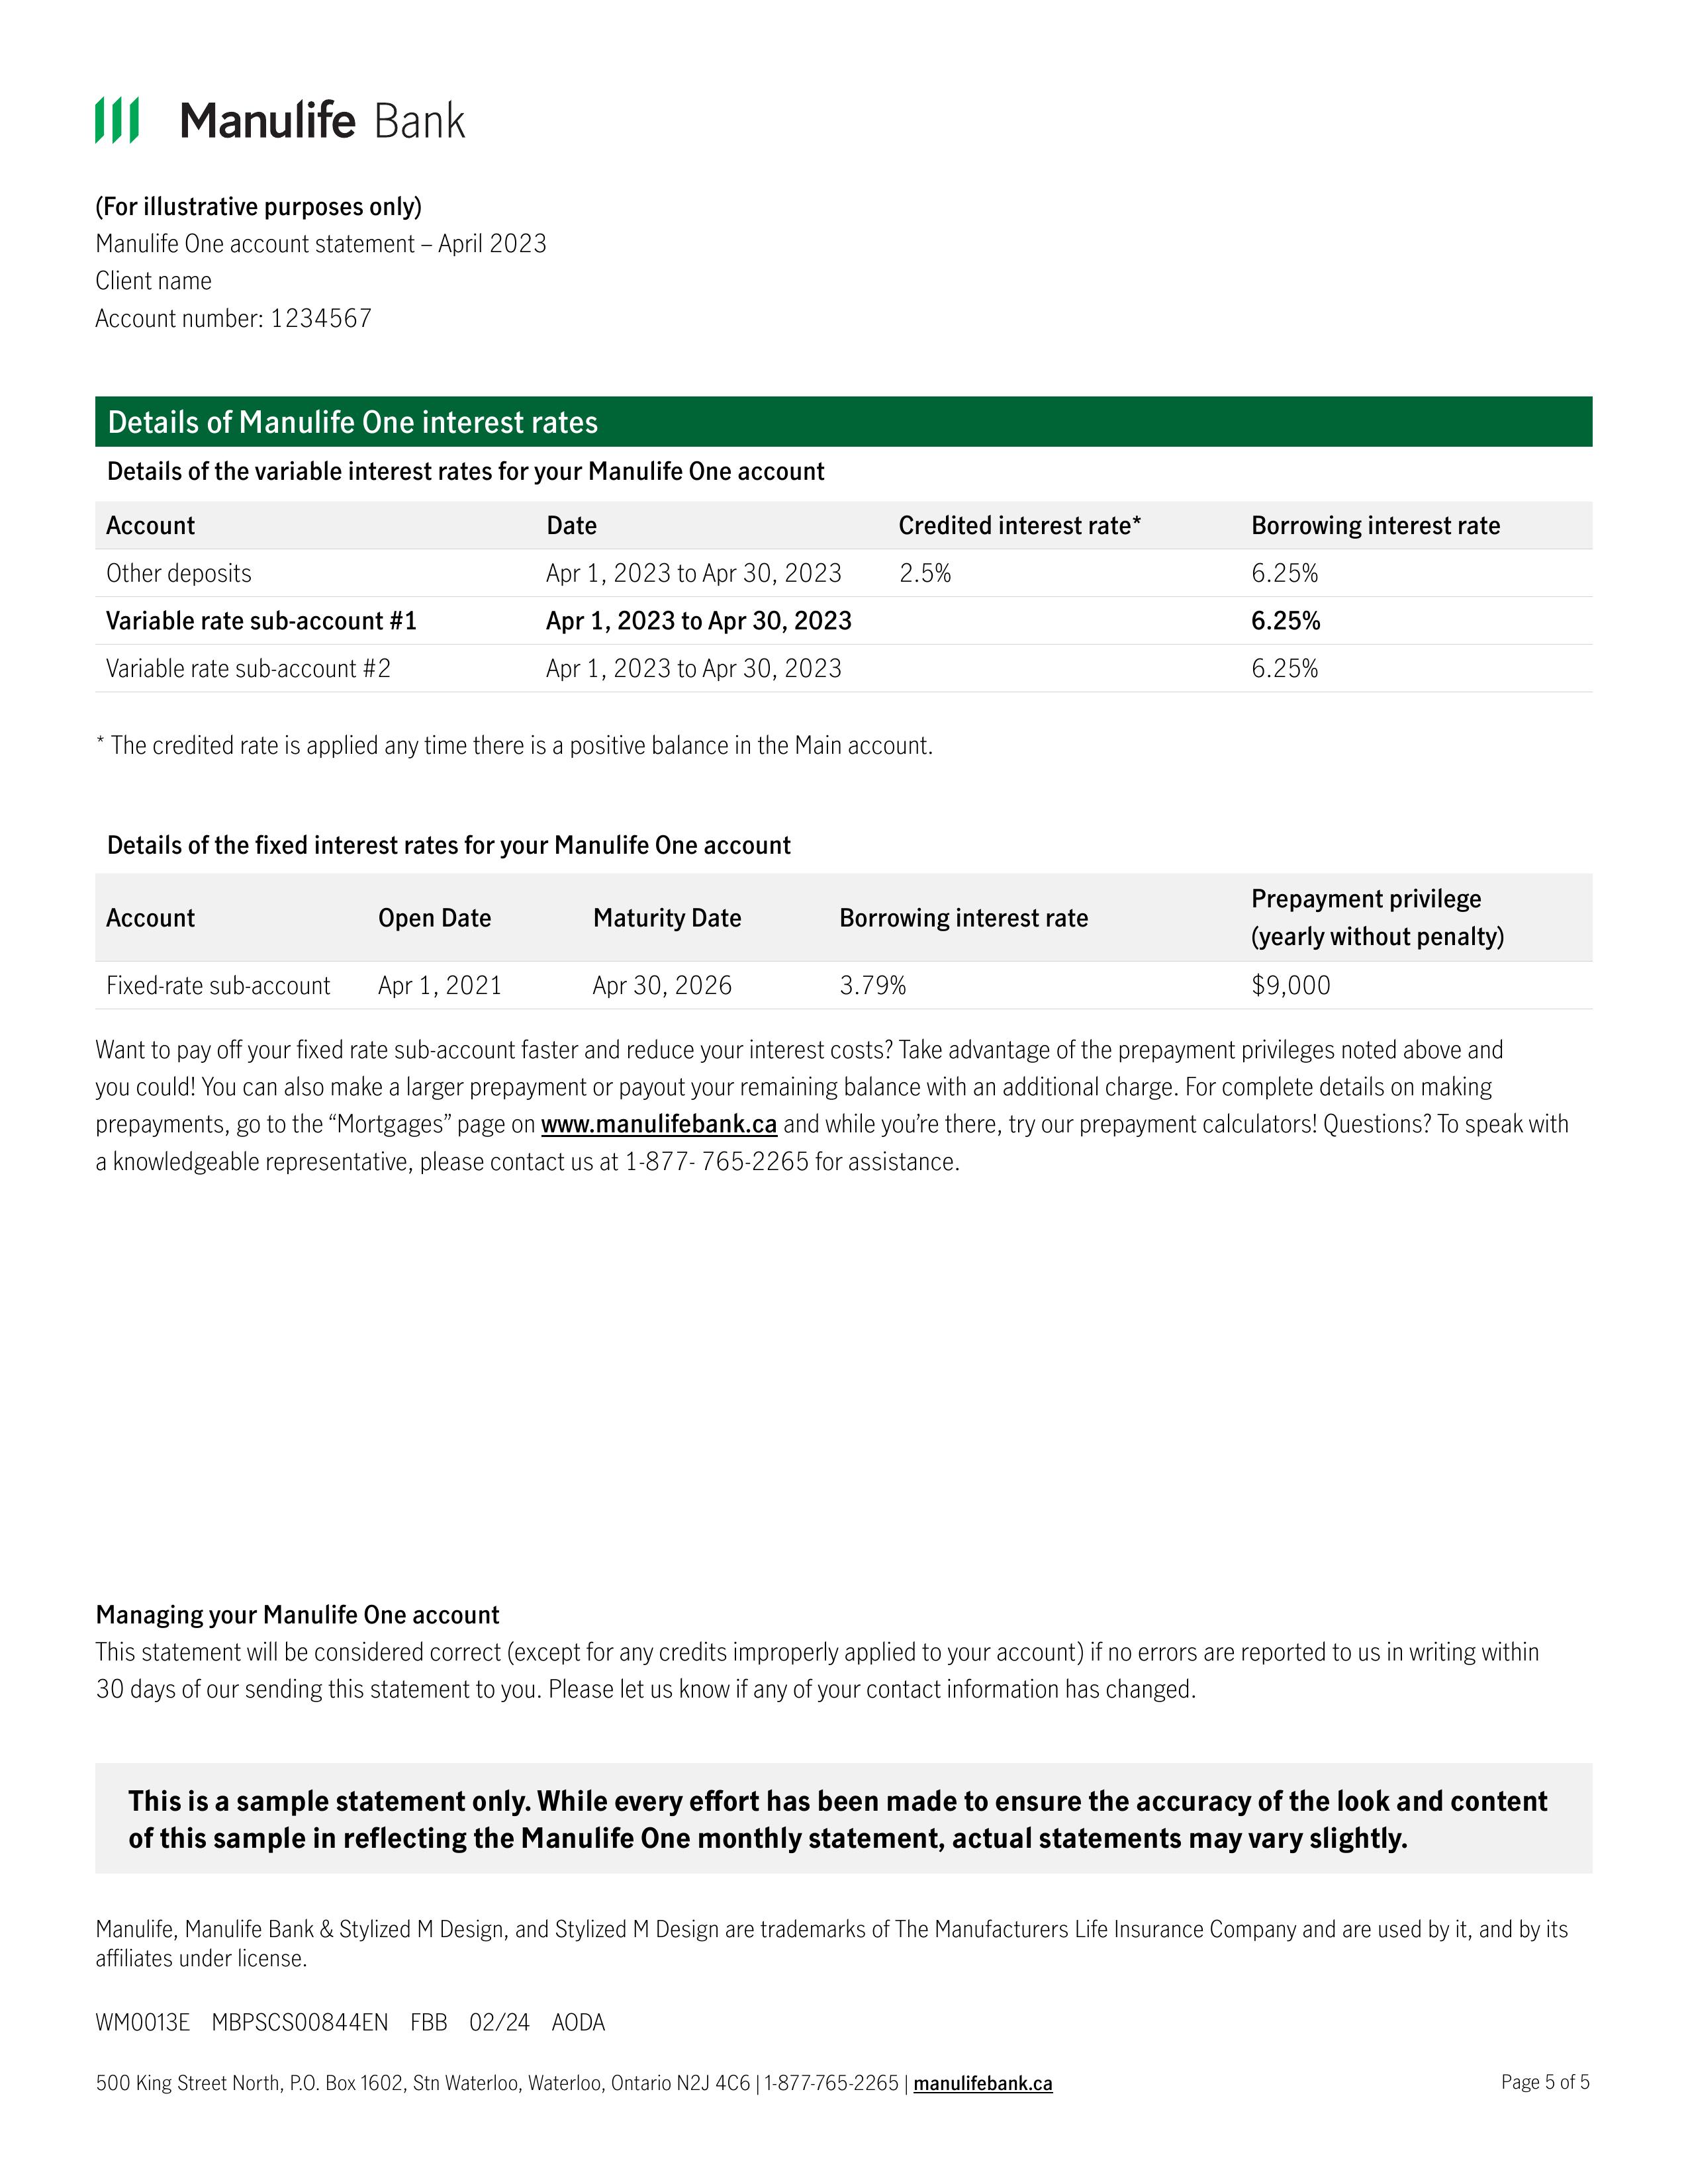 Manulife Bank
(For illustrative purposes only)
Manulife One account statement – April 2023
Client name
Account number: 1234567
Details of Manulife One interest rates
Details of the variable interest rates for your Manulife One account
Account Date Credited interest rate* Borrowing interest rate
Other deposits Apr 1, 2023 to Apr 30, 2023 2.5% 6.25%
Variable rate sub-account #1 Apr 1, 2023 to Apr 30, 2023 6.25%
Variable rate sub-account #2 Apr 1, 2023 to Apr 30, 2023 6.25%
* The credited rate is applied any time there is a positive balance in the Main account.
Details of the fixed interest rates for your Manulife One account
Account Open Date Maturity Date Borrowing interest rate Prepayment privilege
(yearly without penalty)
Fixed-rate sub-account Apr 1, 2021 Apr 30, 2026 3.79% $9,000
Want to pay off your fixed rate sub-account faster and reduce your interest costs? Take advantage of the prepayment privileges noted above and
you could! You can also make a larger prepayment or payout your remaining balance with an additional charge. For complete details on making
prepayments, go to the “Mortgages” page on www.manulifebank.ca and while you’re there, try our prepayment calculators! Questions? To speak with
a knowledgeable representative, please contact us at 1-877- 765-2265 for assistance.
Managing your Manulife One account
This statement will be considered correct (except for any credits improperly applied to your account) if no errors are reported to us in writing within
30 days of our sending this statement to you. Please let us know if any of your contact information has changed.
This is a sample statement only. While every effort has been made to ensure the accuracy of the look and content
of this sample in reflecting the Manulife One monthly statement, actual statements may vary slightly.
Manulife, Manulife Bank & Stylized M Design, and Stylized M Design are trademarks of The Manufacturers Life Insurance Company and are used by it, and by its
affiliates under license.
WM0013E MBPSCS00844EN FBB 02/24 AODA
500 King Street North, P.O. Box 1602, Stn Waterloo, Waterloo, Ontario N2J 4C6 | 1-877-765-2265 | manulifebank.ca Page 5 of 5